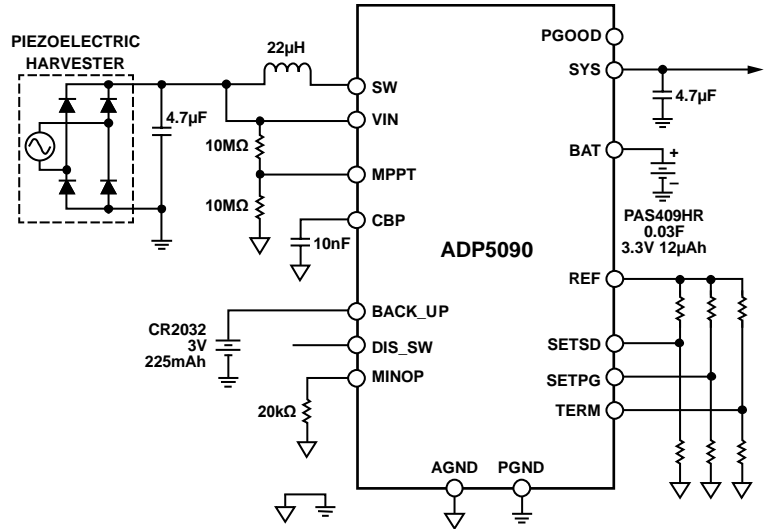 PIEZOELECTRIC
HARVESTER
4.7µF
22µH
10MΩ
10MΩ
10nF
CR2032
3V
225mAh
20kΩ
SW
VIN
MPPT
CBP
BACK_UP
DIS_SW
MINOP
ADP5090
AGND
PGND
PGOOD
SYS
BAT
REF
SETSD
SETPG
TERM
4.7µF
+
–
PAS409HR
0.03F
3.3V 12µAh